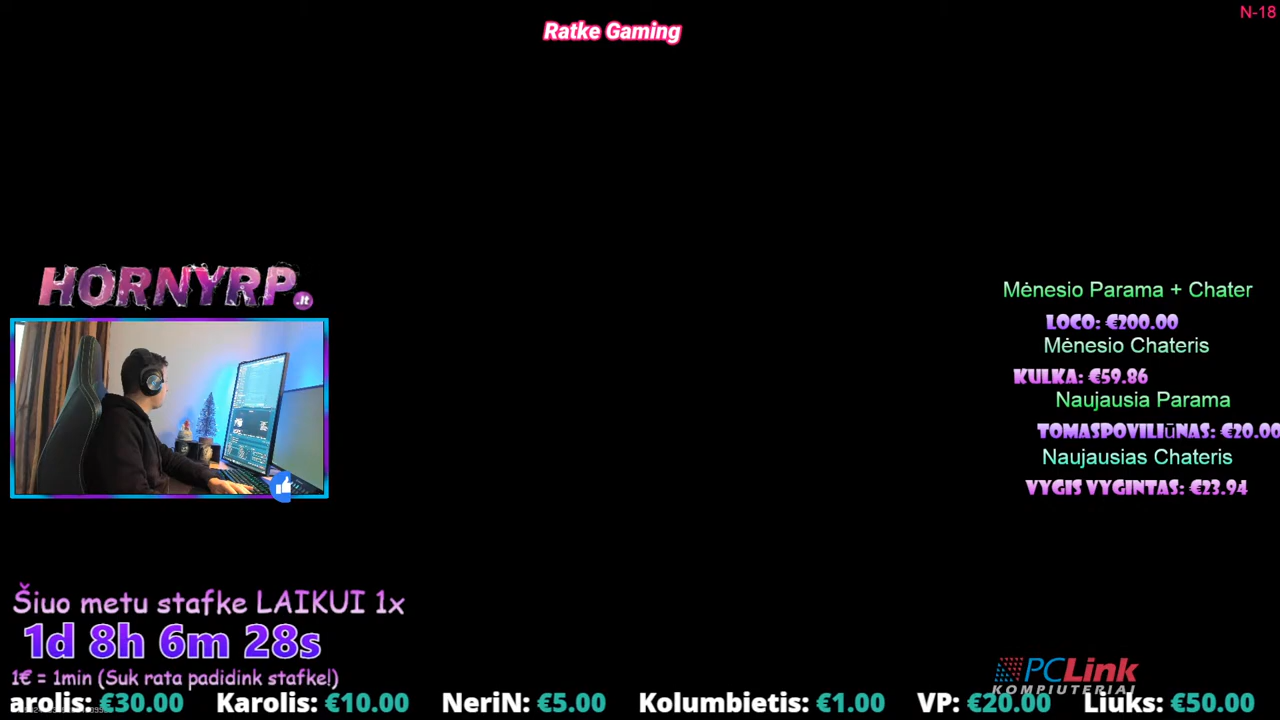 Ratke Gaming
N-18
HORNYRP.lt
Mėnesio Parama + Chater
LOCO: €200.00
Mėnesio Chateris
KULKA: €59.86
Naujausia Parama
TOMASPOVILIŪNAS: €20.00
Naujausias Chateris
VYGIS VYGINTAS: €23.94
Šiuo metu stafke LAIKUI 1x
1d 8h 6m 28s
1€ = 1min (Suk rata padidink stafke!)
PCLink
KOMPIUTERIAI
arolis: €30.00 Karolis: €10.00 NeriN: €5.00 Kolumbietis: €1.00 VP: €20.00 Liuks: €50.00